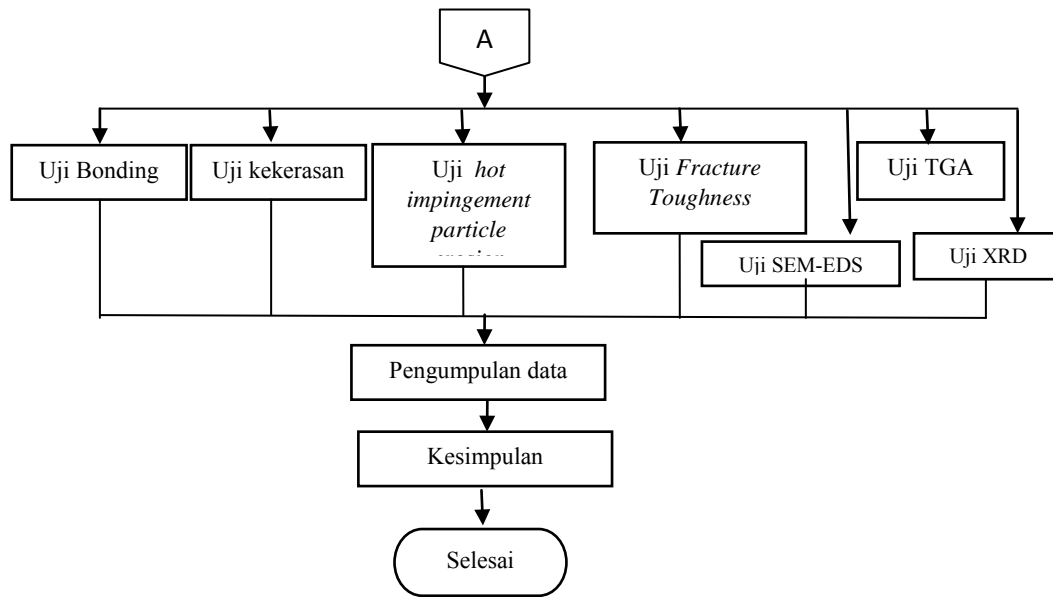 A
Uji Bonding
Uji kekerasan
Uji hot
impingement
particle
Uji Fracture
Toughness
Uji TGA
Uji SEM-EDS
Uji XRD
Pengumpulan data
Kesimpulan
Selesai